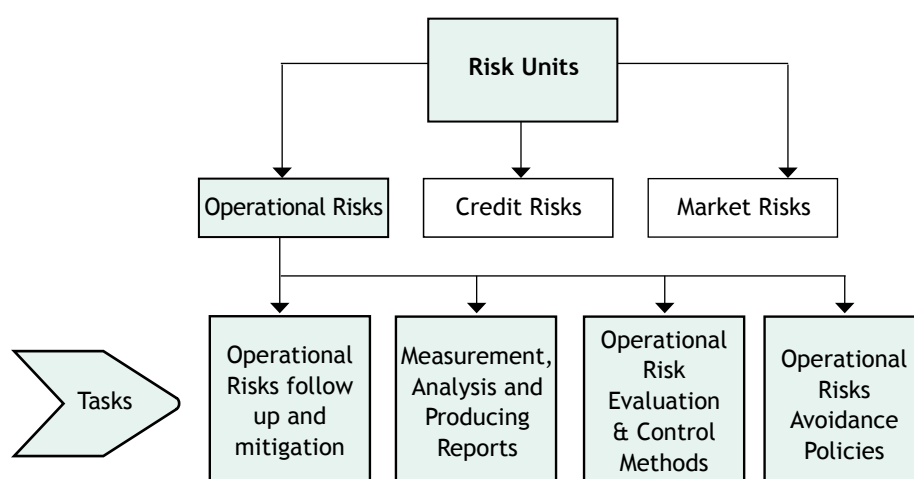 Risk Units
Operational Risks
Credit Risks
Market Risks
Tasks
Operational
Risks follow
up and
mitigation
Measurement,
Analysis and
Producing
Reports
Operational
Risk
Evaluation
& Control
Methods
Operational
Risks
Avoidance
Policies